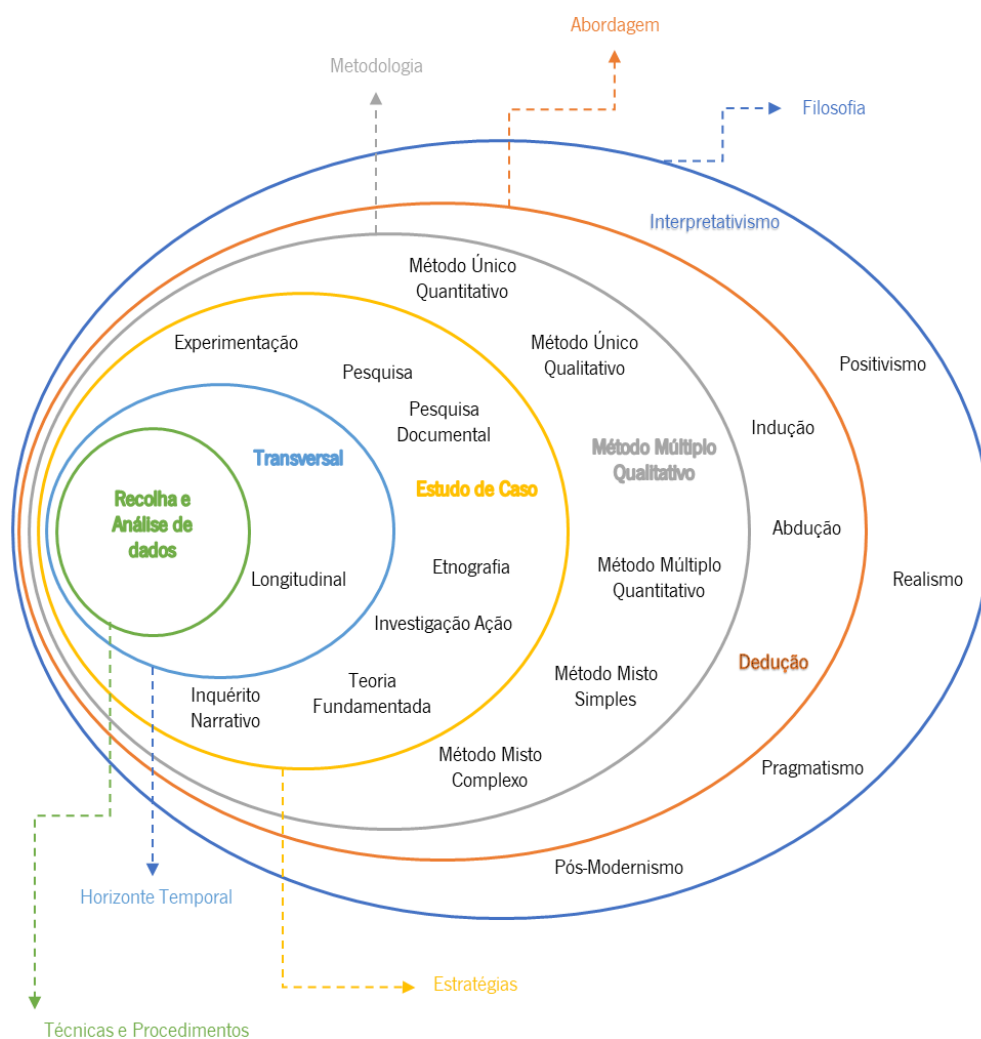 Abordagem
Metodologia
Filosofia
Interpretativismo
Método Único
Quantitativo
Experimentação
Método Único
Qualitativo
Positivismo
Pesquisa
Pesquisa
Documental
Indução
Transversal
Método Múltiplo
Qualitativo
Estudo de Caso
Recolha e
Análise de
dados
Abdução
Etnografia
Método Múltiplo
Quantitativo
Longitudinal
Realismo
Investigação Ação
Dedução
Método Misto
Simples
Teoria
Fundamentada
Inquérito
Narrativo
Método Misto
Complexo
Pragmatismo
Pós-Modernismo
Horizonte Temporal
Estratégias
Técnicas e Procedimentos